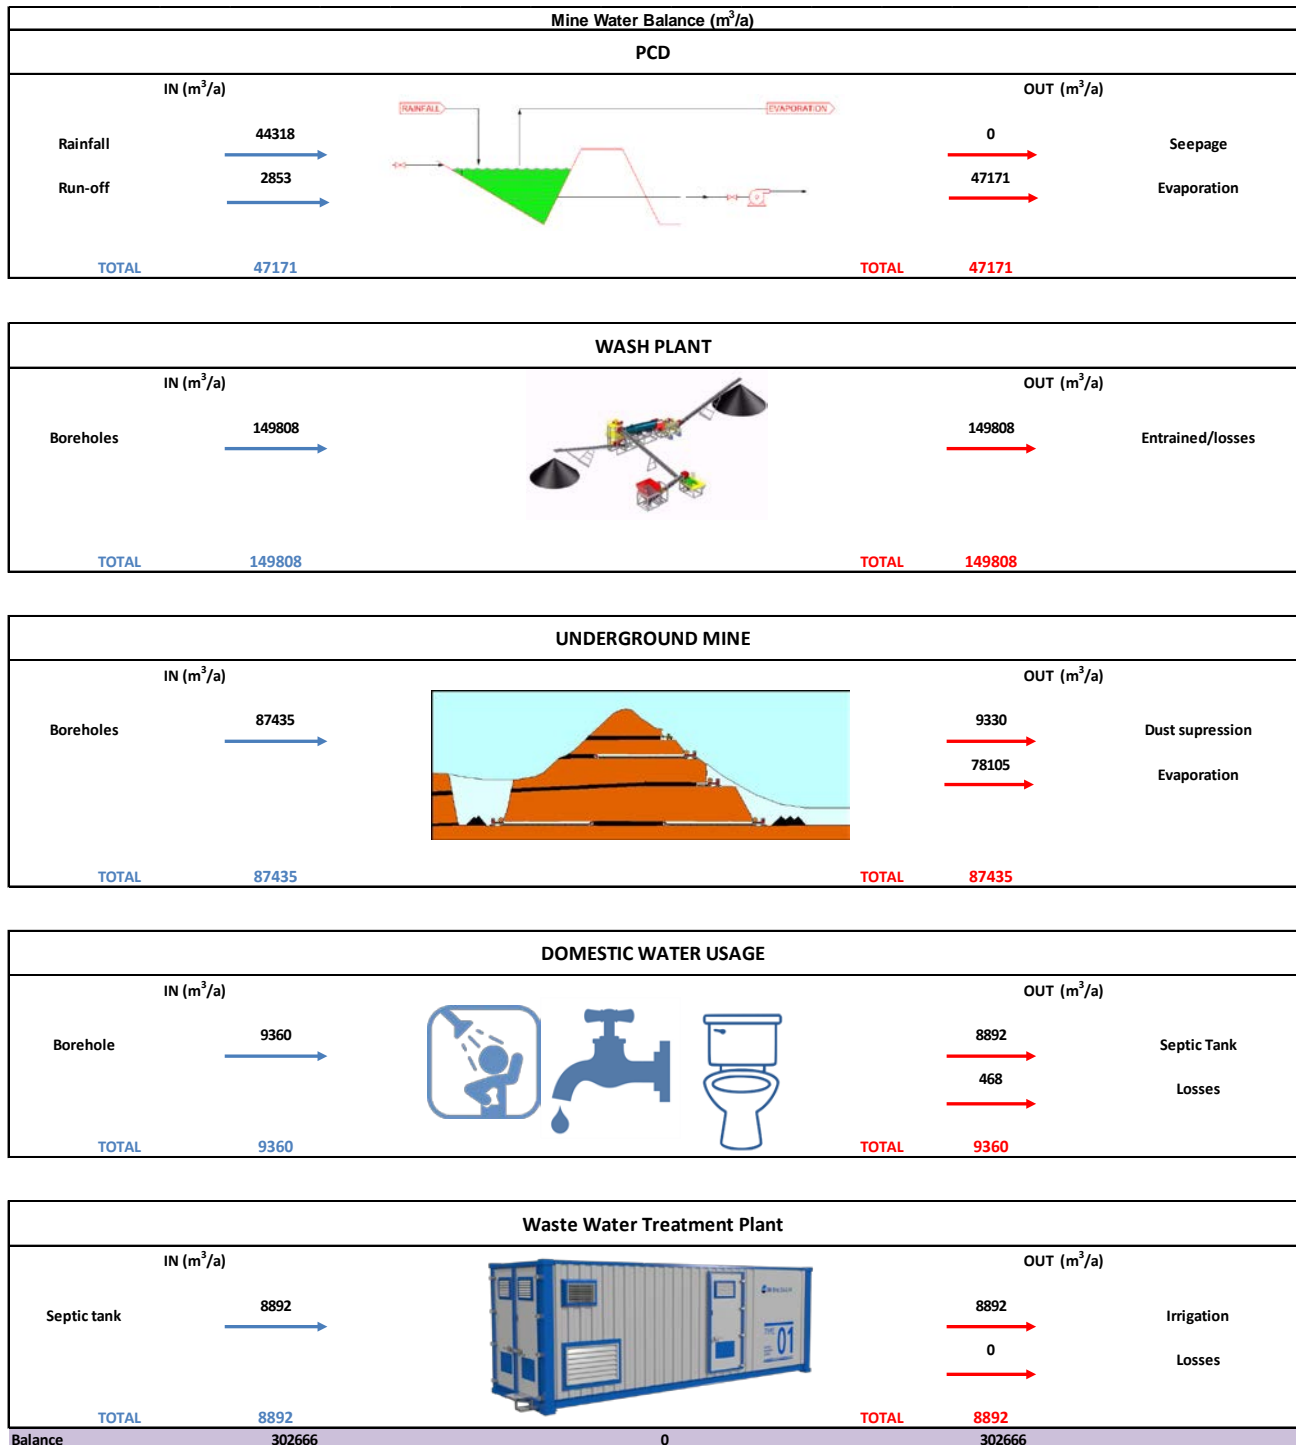 Mine Water Balance (m³/a)
PCD
IN (m³/a)
OUT (m³/a)
RAINFALL
EVAPORATION
Rainfall
44318
0
Seepage
Run-off
2853
47171
Evaporation
TOTAL
47171
TOTAL
47171
WASH PLANT
IN (m³/a)
OUT (m³/a)
Boreholes
149808
149808
Entrained/losses
TOTAL
149808
TOTAL
149808
UNDERGROUND MINE
IN (m³/a)
OUT (m³/a)
Boreholes
87435
9330
Dust supression
78105
Evaporation
TOTAL
87435
TOTAL
87435
DOMESTIC WATER USAGE
IN (m³/a)
OUT (m³/a)
Borehole
9360
8892
Septic Tank
468
Losses
TOTAL
9360
TOTAL
9360
Waste Water Treatment Plant
IN (m³/a)
OUT (m³/a)
Septic tank
8892
01
8892
Irrigation
0
Losses
TOTAL
8892
TOTAL
8892
Balance
302666
0
302666